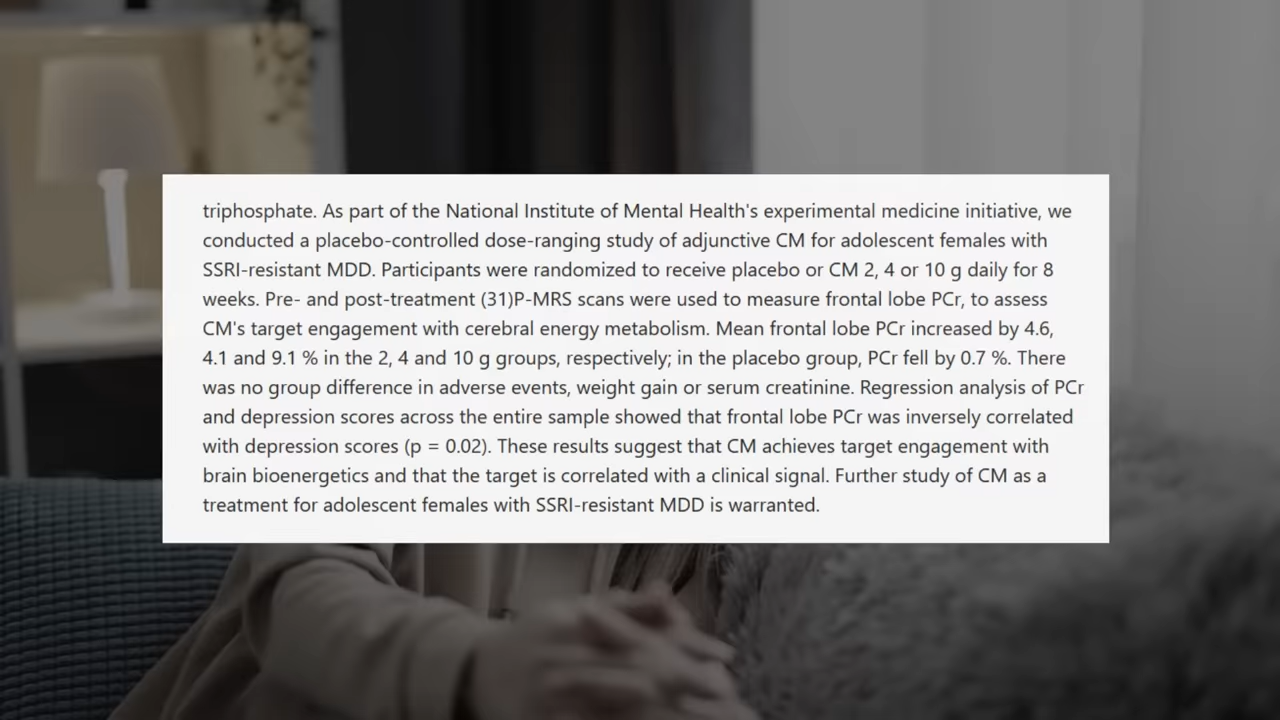 triphosphate. As part of the National Institute of Mental Health's experimental medicine initiative, we
conducted a placebo-controlled dose-ranging study of adjunctive CM for adolescent females with
SSRI-resistant MDD. Participants were randomized to receive placebo or CM 2, 4 or 10 g daily for 8
weeks. Pre- and post-treatment (31)P-MRS scans were used to measure frontal lobe PCr, to assess
CM's target engagement with cerebral energy metabolism. Mean frontal lobe PCr increased by 4.6,
4.1 and 9.1 % in the 2, 4 and 10 g groups, respectively; in the placebo group, PCr fell by 0.7 %. There
was no group difference in adverse events, weight gain or serum creatinine. Regression analysis of PCr
and depression scores across the entire sample showed that frontal lobe PCr was inversely correlated
with depression scores (p = 0.02). These results suggest that CM achieves target engagement with
brain bioenergetics and that the target is correlated with a clinical signal. Further study of CM as a
treatment for adolescent females with SSRI-resistant MDD is warranted.